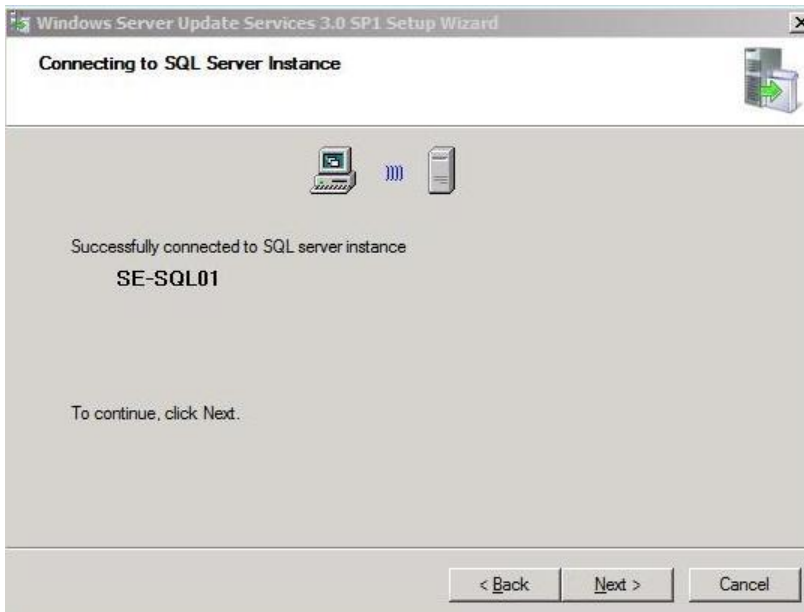 Windows Server Update Services 3.0 SP1 Setup Wizard
Connecting to SQL Server Instance
Successfully connected to SQL server instance
SE-SQL01
To continue, click Next.
< Back Next > Cancel